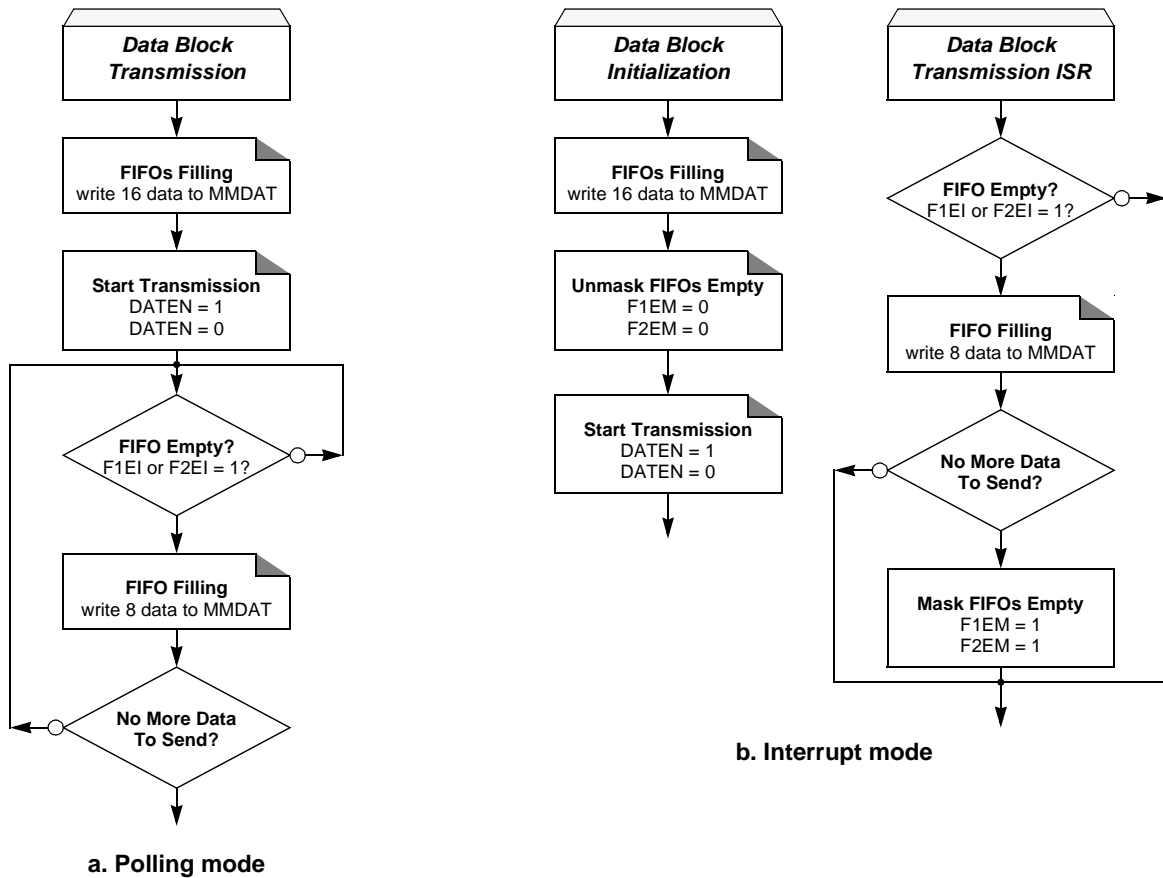 Data Block
Transmission
FIFOs Filling
write 16 data to MMDAT
Start Transmission
DATEN = 1
DATEN = 0
FIFO Empty?
F1EI or F2EI = 1?
FIFO Filling
write 8 data to MMDAT
No More Data
To Send?
a. Polling mode
Data Block
Initialization
FIFOs Filling
write 16 data to MMDAT
Unmask FIFOs Empty
F1EM = 0
F2EM = 0
Start Transmission
DATEN = 1
DATEN = 0
Data Block
Transmission ISR
FIFO Empty?
F1EI or F2EI = 1?
FIFO Filling
write 8 data to MMDAT
No More Data
To Send?
Mask FIFOs Empty
F1EM = 1
F2EM = 1
b. Interrupt mode